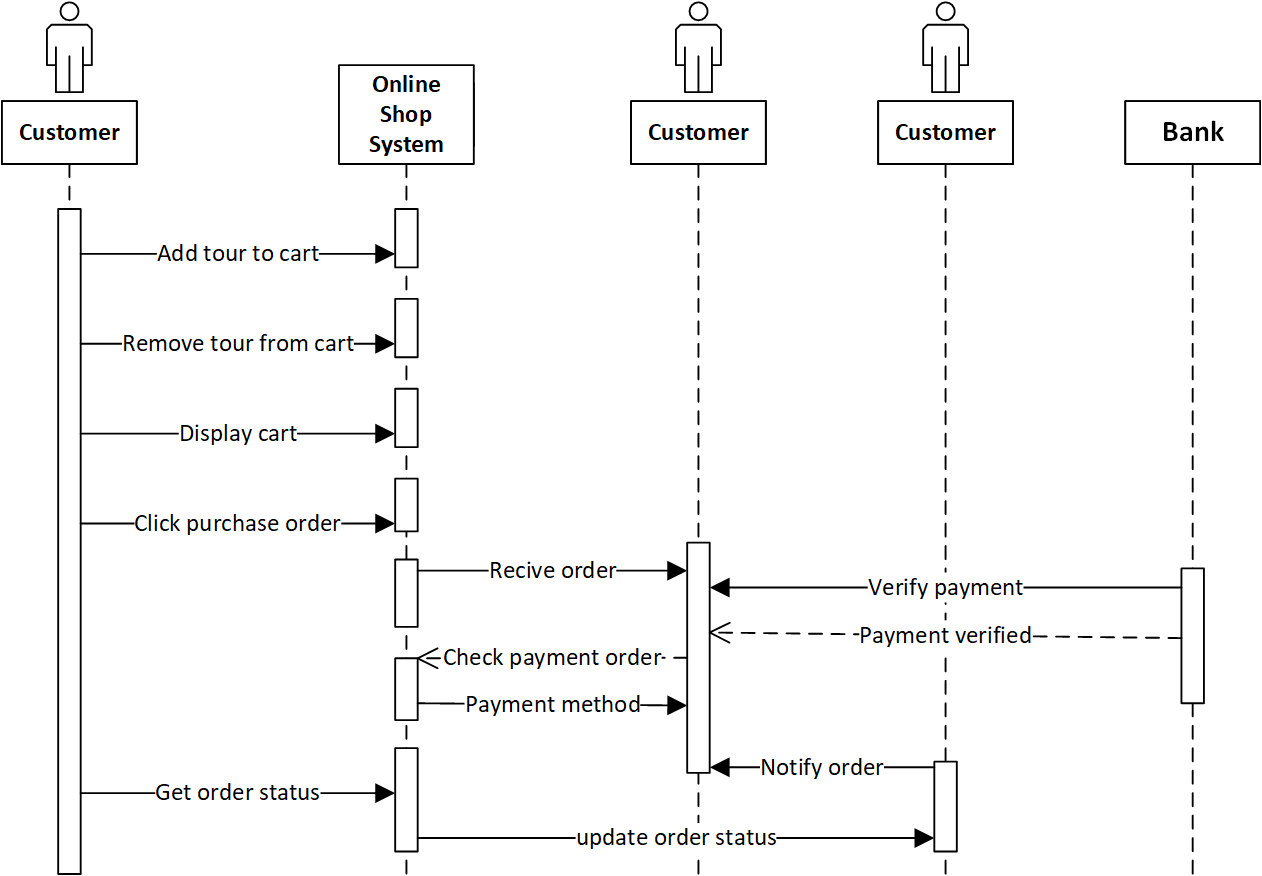 Customer
Online
Shop
System
Customer
Customer
Bank
Add tour to cart
Remove tour from cart
Display cart
Click purchase order
Recive order
Verify payment
Payment verified
Check payment order
Payment method
Notify order
Get order status
update order status